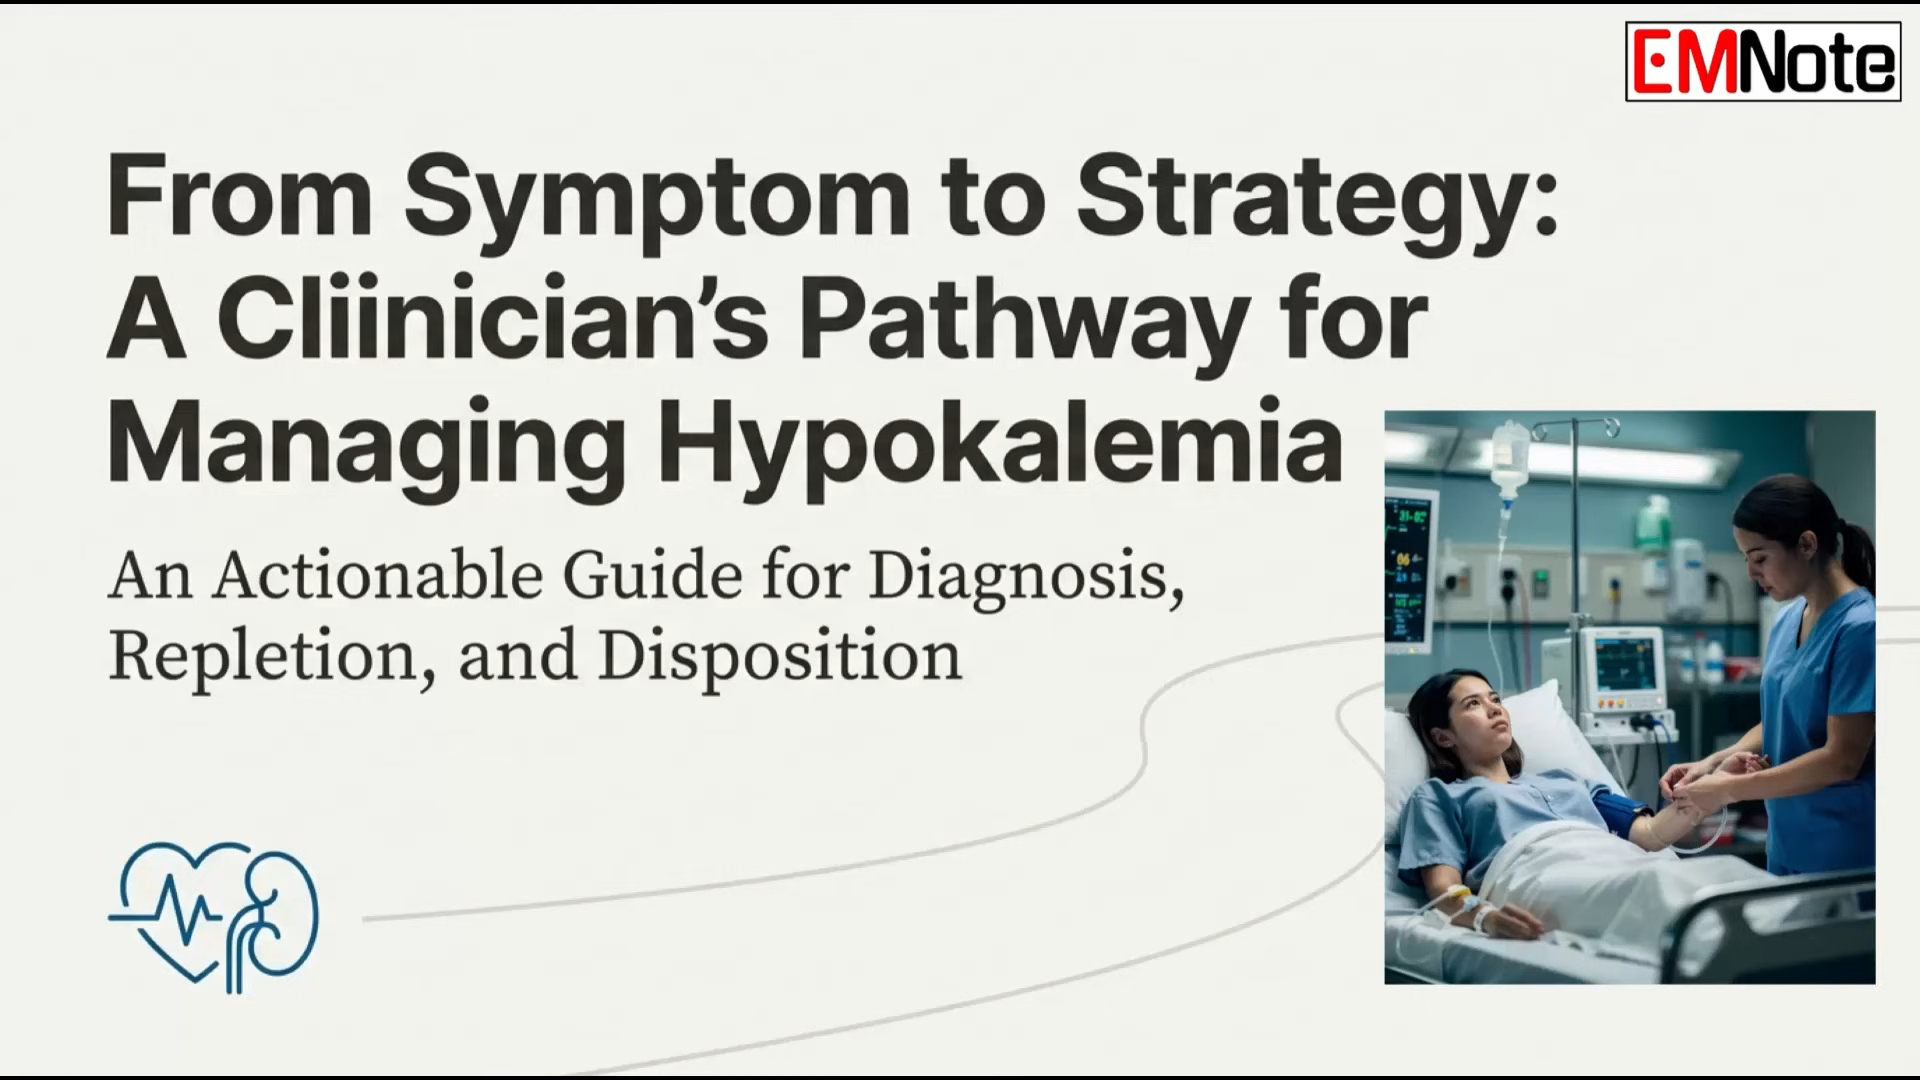 EMNote
From Symptom to Strategy:
A Cliinician’s Pathway for
Managing Hypokalemia
An Actionable Guide for Diagnosis,
Repletion, and Disposition